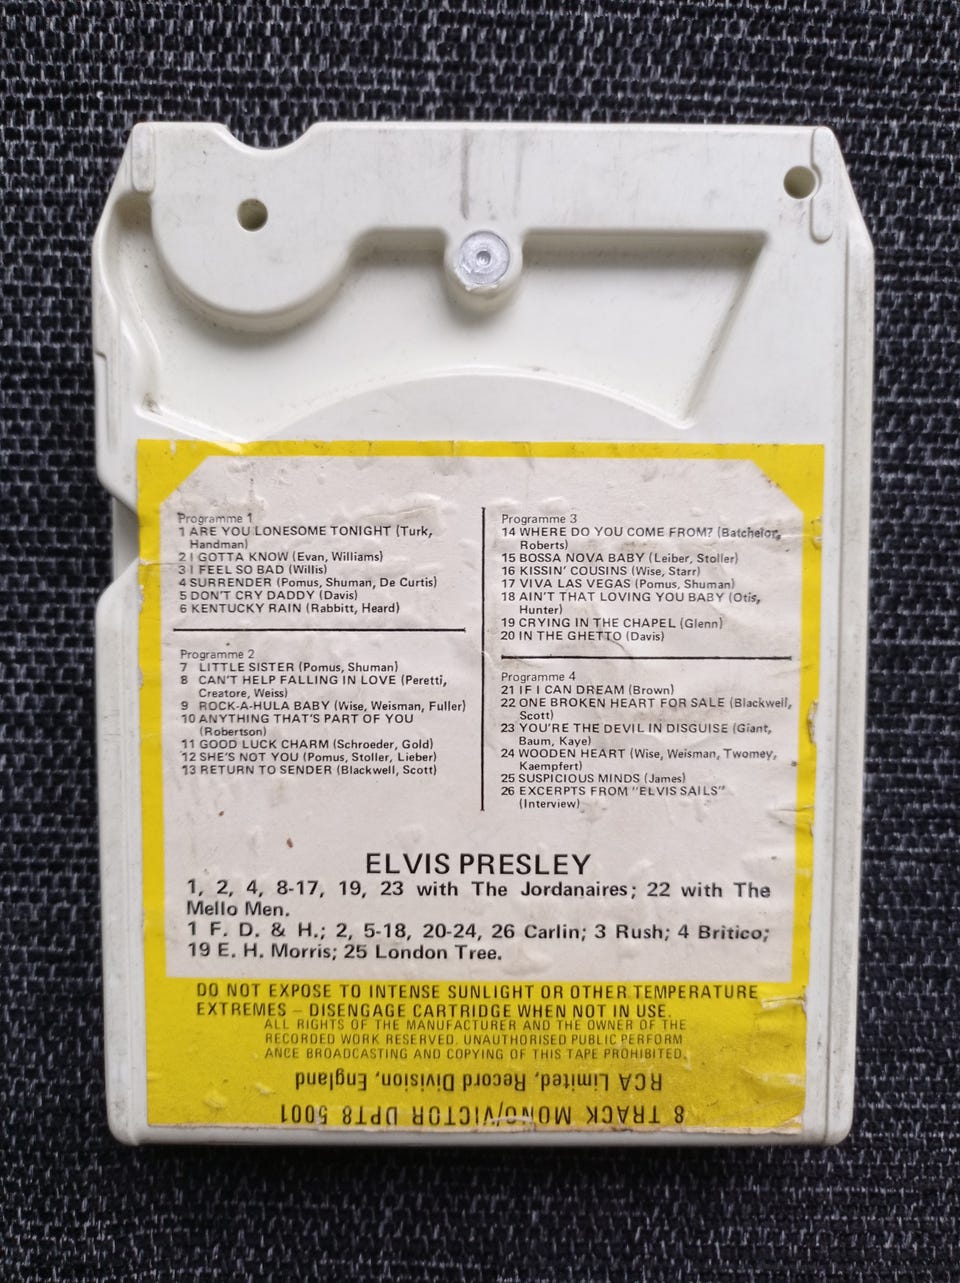 Programme 1
1 ARE YOU LONESOME TONIGHT (Turk,
Handman)
2 I GOTTA KNOW (Evan, Williams)
3 I FEEL SO BAD (Willis)
4 SURRENDER (Pomus, Shuman, De Curtis)
5 DON'T CRY DADDY (Davis)
6 KENTUCKY RAIN (Rabbitt, Heard)
Programme 2
7 LITTLE SISTER (Pomus, Shuman)
8 CAN'T HELP FALLING IN LOVE (Peretti,
Creatore, Weiss)
9 ROCK-A-HULA BABY (Wise, Weisman, Fuller)
10 ANYTHING THAT'S PART OF YOU
(Robertson)
11 GOOD LUCK CHARM (Schroeder, Gold)
12 SHE'S NOT YOU (Pomus, Stoller, Lieber)
13 RETURN TO SENDER (Blackwell, Scott)
Programme 3
14 WHERE DO YOU COME FROM? (Batchelor,
Roberts)
15 BOSSA NOVA BABY (Leiber, Stoller)
16 KISSIN' COUSINS (Wise, Starr)
17 VIVA LAS VEGAS (Pomus, Shuman)
18 AIN'T THAT LOVING YOU BABY (Otis,
Hunter)
19 CRYING IN THE CHAPEL (Glenn)
20 IN THE GHETTO (Davis)
Programme 4
21 IF I CAN DREAM (Brown)
22 ONE BROKEN HEART FOR SALE (Blackwell,
Scott)
23 YOU'RE THE DEVIL IN DISGUISE (Giant,
Baum, Kaye)
24 WOODEN HEART (Wise, Weisman, Twomey,
Kaempfert)
25 SUSPICIOUS MINDS (James)
26 EXCERPTS FROM "ELVIS SAILS"
(Interview)
ELVIS PRESLEY
1, 2, 4, 8-17, 19, 23 with The Jordanaires; 22 with The
Mello Men.
1 F. D. & H.; 2, 5-18, 20-24, 26 Carlin; 3 Rush; 4 Britico;
19 E. H. Morris; 25 London Tree.
DO NOT EXPOSE TO INTENSE SUNLIGHT OR OTHER TEMPERATURE
EXTREMES – DISENGAGE CARTRIDGE WHEN NOT IN USE.
ALL RIGHTS OF THE MANUFACTURER AND THE OWNER OF THE
RECORDED WORK RESERVED. UNAUTHORISED PUBLIC PERFORM
ANCE BROADCASTING AND COPYING OF THIS TAPE PROHIBITED.
RCA Limited, Record Division, England
8 TRACK MONO/VICTOR DPT8 5001